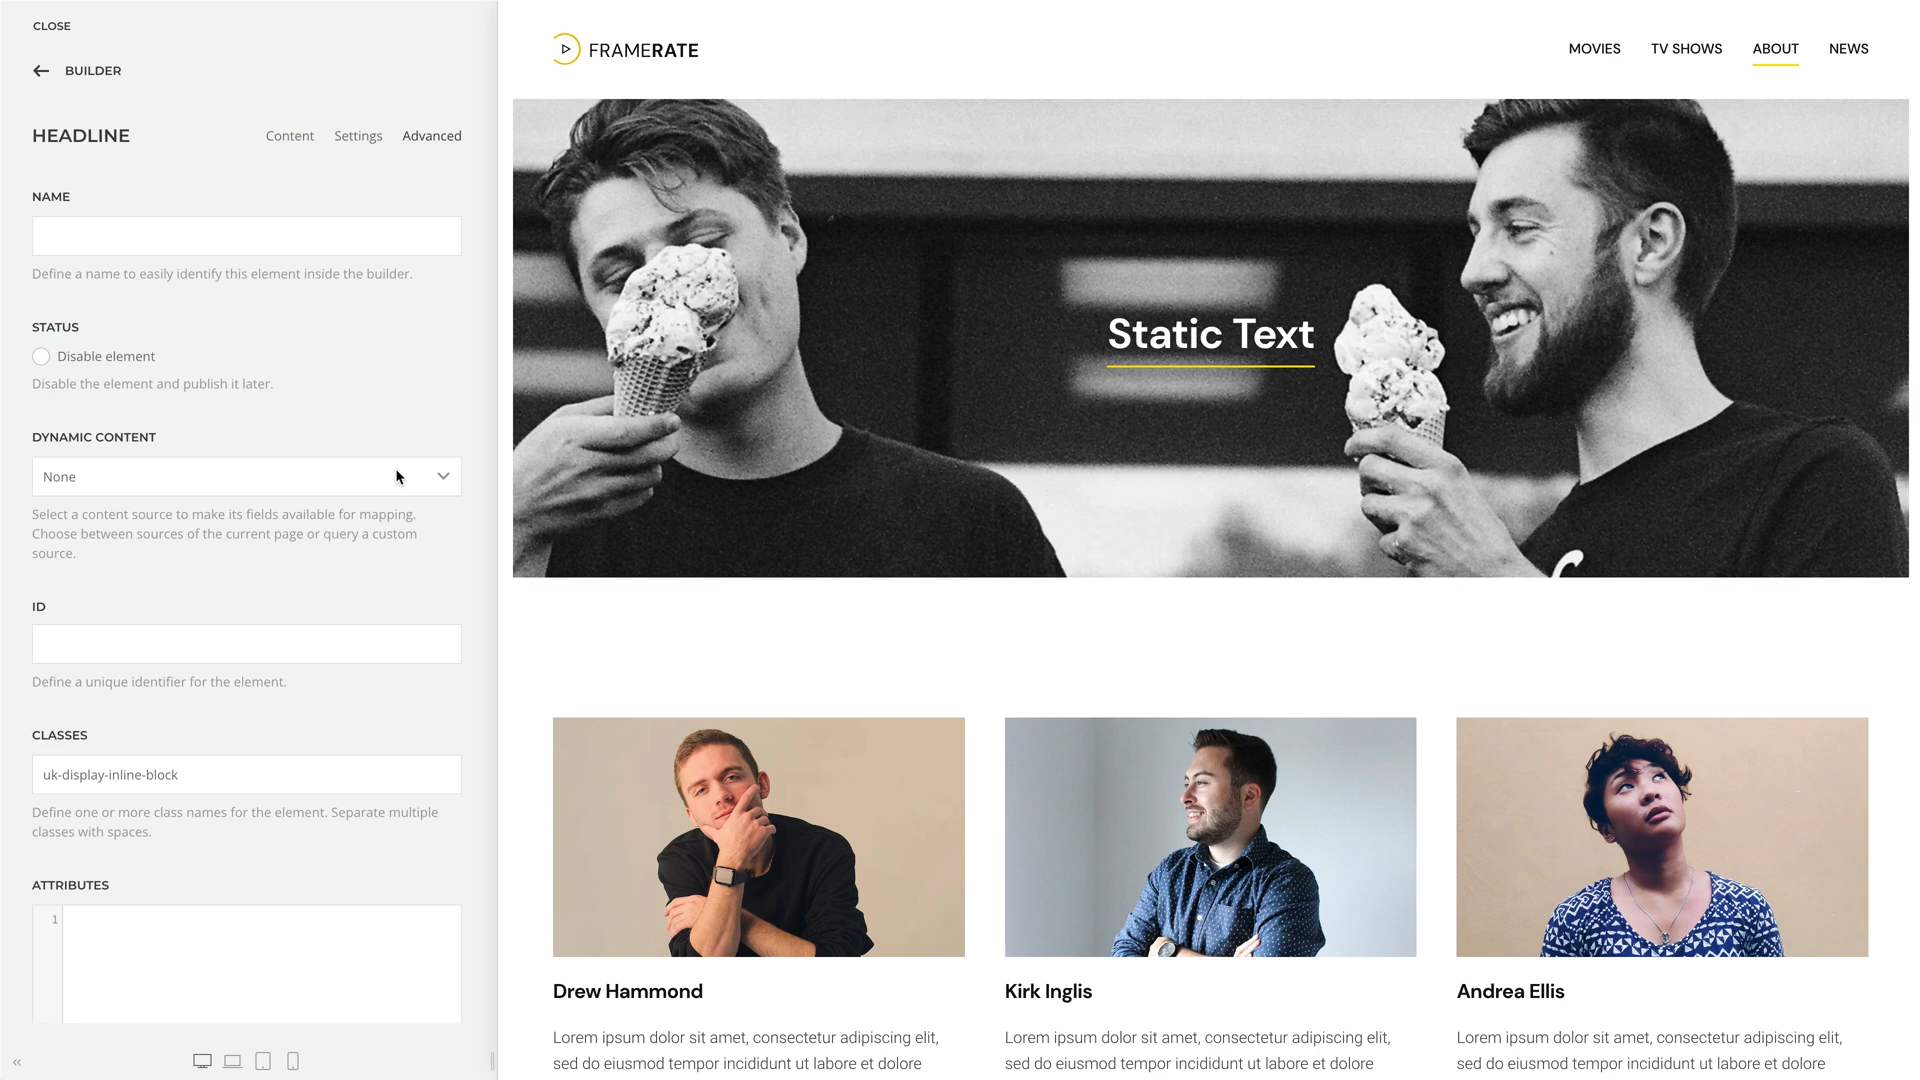 CLOSE
BUILDER
HEADLINE
Content
Settings
Advanced
NAME
Define a name to easily identify this element inside the builder.
STATUS
Disable element
Disable the element and publish it later.
DYNAMIC CONTENT
None
Select a content source to make its fields available for mapping.
Choose between sources of the current page or query a custom
source.
ID
Define a unique identifier for the element.
CLASSES
uk-display-inline-block
Define one or more class names for the element. Separate multiple
classes with spaces.
ATTRIBUTES
1
FRAMERATE
MOVIES
TV SHOWS
ABOUT
NEWS
Static Text
Drew Hammond
Lorem ipsum dolor sit amet, consectetur adipiscing elit,
sed do eiusmod tempor incididunt ut labore et dolore
Kirk Inglis
Lorem ipsum dolor sit amet, consectetur adipiscing elit,
sed do eiusmod tempor incididunt ut labore et dolore
Andrea Ellis
Lorem ipsum dolor sit amet, consectetur adipiscing elit,
sed do eiusmod tempor incididunt ut labore et dolore